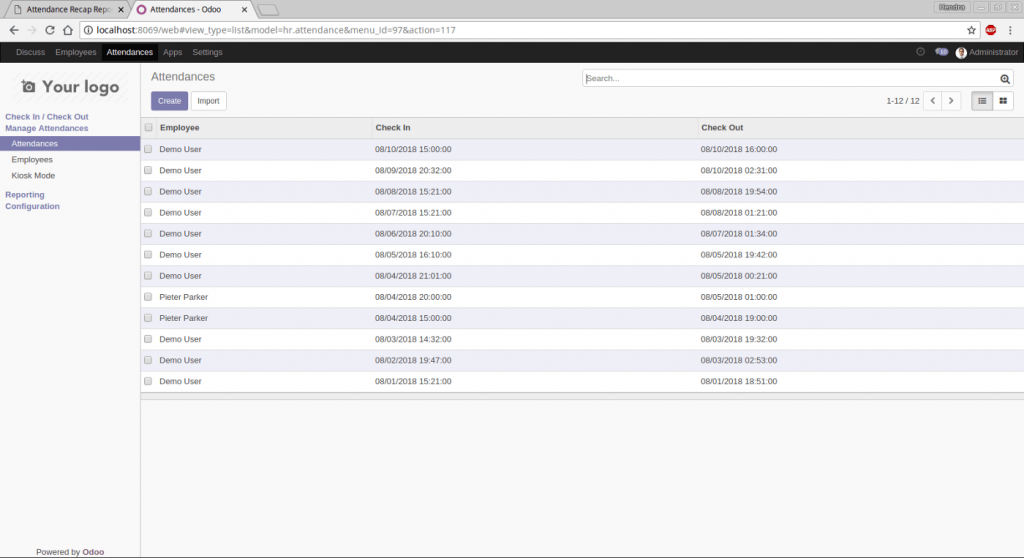 Attendance Recap Repo
Attendances - Odoo
Hendra
localhost:8069/web#view_type=list&model=hr.attendance&menu_id=97&action=117
ABP
Discuss Employees Attendances Apps Settings
Administrator
Your logo
Check In / Check Out
Manage Attendances
Attendances
Employees
Kiosk Mode
Reporting
Configuration
Powered by Odoo
Attendances
Search...
Create Import
1-12 / 12
Employee Check In Check Out
Demo User 08/10/2018 15:00:00 08/10/2018 16:00:00
Demo User 08/09/2018 20:32:00 08/10/2018 02:31:00
Demo User 08/08/2018 15:21:00 08/08/2018 19:54:00
Demo User 08/07/2018 15:21:00 08/08/2018 01:21:00
Demo User 08/06/2018 20:10:00 08/07/2018 01:34:00
Demo User 08/05/2018 16:10:00 08/05/2018 19:42:00
Demo User 08/04/2018 21:01:00 08/05/2018 00:21:00
Pieter Parker 08/04/2018 20:00:00 08/05/2018 01:00:00
Pieter Parker 08/04/2018 15:00:00 08/04/2018 19:00:00
Demo User 08/03/2018 14:32:00 08/03/2018 19:32:00
Demo User 08/02/2018 19:47:00 08/03/2018 02:53:00
Demo User 08/01/2018 15:21:00 08/01/2018 18:51:00